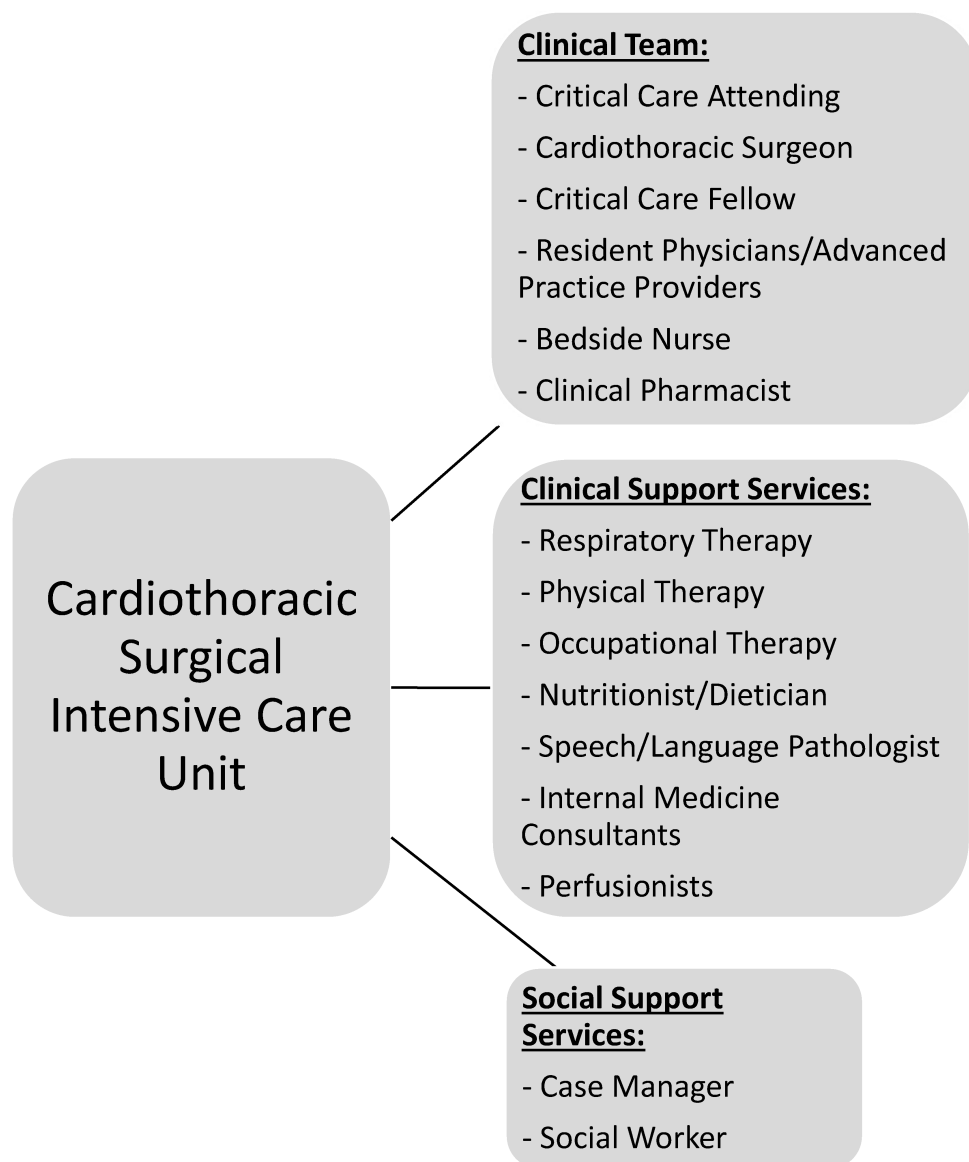 Clinical Team:
- Critical Care Attending
- Cardiothoracic Surgeon
- Critical Care Fellow
- Resident Physicians/Advanced
Practice Providers
- Bedside Nurse
- Clinical Pharmacist
Cardiothoracic
Surgical
Intensive Care
Unit
Clinical Support Services:
- Respiratory Therapy
- Physical Therapy
- Occupational Therapy
- Nutritionist/Dietician
- Speech/Language Pathologist
- Internal Medicine
Consultants
- Perfusionists
Social Support
Services:
- Case Manager
- Social Worker